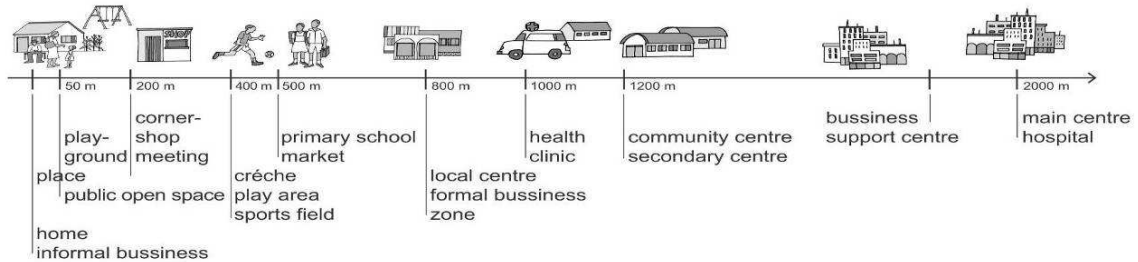 SHOP
50 m
200 m
400 m
500 m
800 m
1000 m
1200 m
2000 m
place
home
informal bussiness
play-
ground
public open space
corner-
shop
meeting
créche
play area
sports field
primary school
market
local centre
formal bussiness
zone
health
clinic
community centre
secondary centre
bussiness
support centre
main centre
hospital